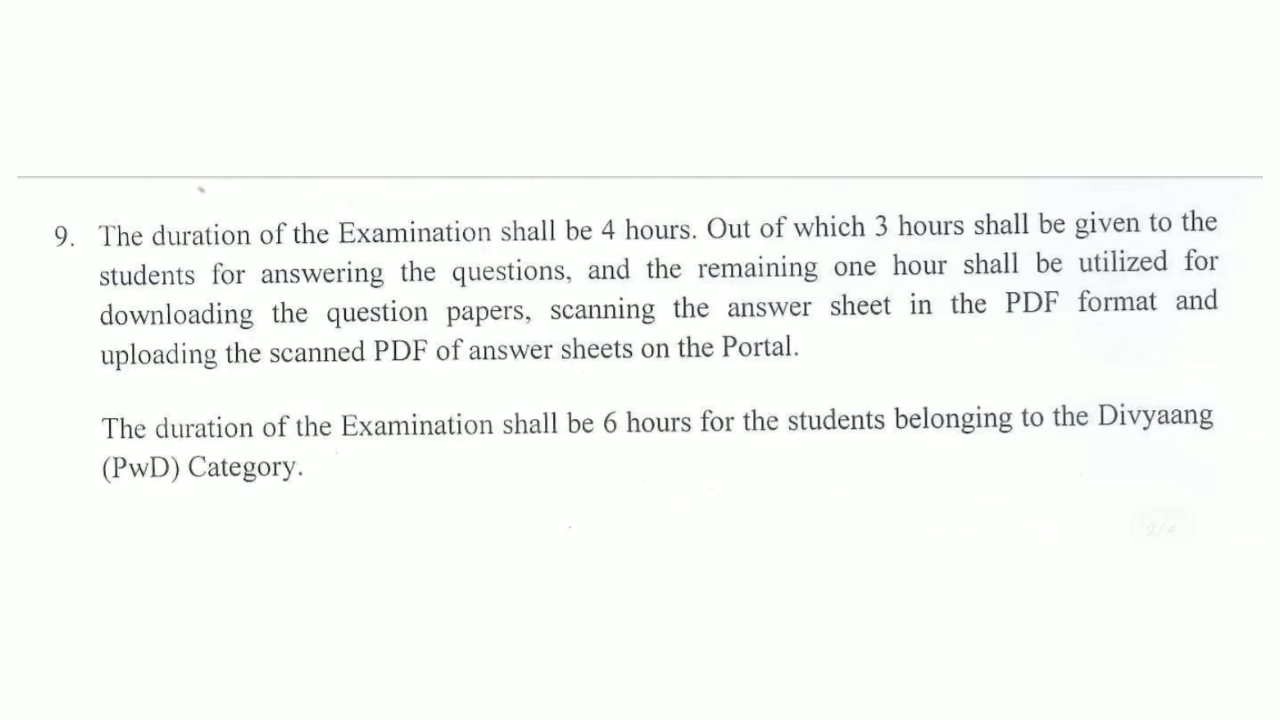 9. The duration of the Examination shall be 4 hours. Out of which 3 hours shall be given to the
students for answering the questions, and the remaining one hour shall be utilized for
downloading the question papers, scanning the answer sheet in the PDF format and
uploading the scanned PDF of answer sheets on the Portal.
The duration of the Examination shall be 6 hours for the students belonging to the Divyaang
(PwD) Category.
2/4